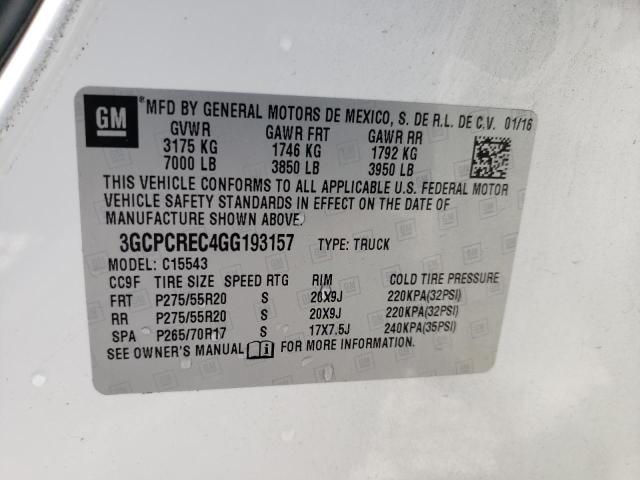 GM
MFD BY GENERAL MOTORS DE MEXICO, S. DE R.L. DE C.V. 01/16
GVWR GAWR FRT GAWR RR
3175 KG 1746 KG 1792 KG
7000 LB 3850 LB 3950 LB
THIS VEHICLE CONFORMS TO ALL APPLICABLE U.S. FEDERAL MOTOR
VEHICLE SAFETY STANDARDS IN EFFECT ON THE DATE OF
MANUFACTURE SHOWN ABOVE.
3GCPCREC4GG193157 TYPE: TRUCK
MODEL: C15543
CC9F TIRE SIZE SPEED RTG RIM COLD TIRE PRESSURE
FRT P275/55R20 S 20X9J 220KPA(32PSI)
RR P275/55R20 S 20X9J 220KPA(32PSI)
SPA P265/70R17 S 17X7.5J 240KPA(35PSI)
SEE OWNER'S MANUAL FOR MORE INFORMATION.